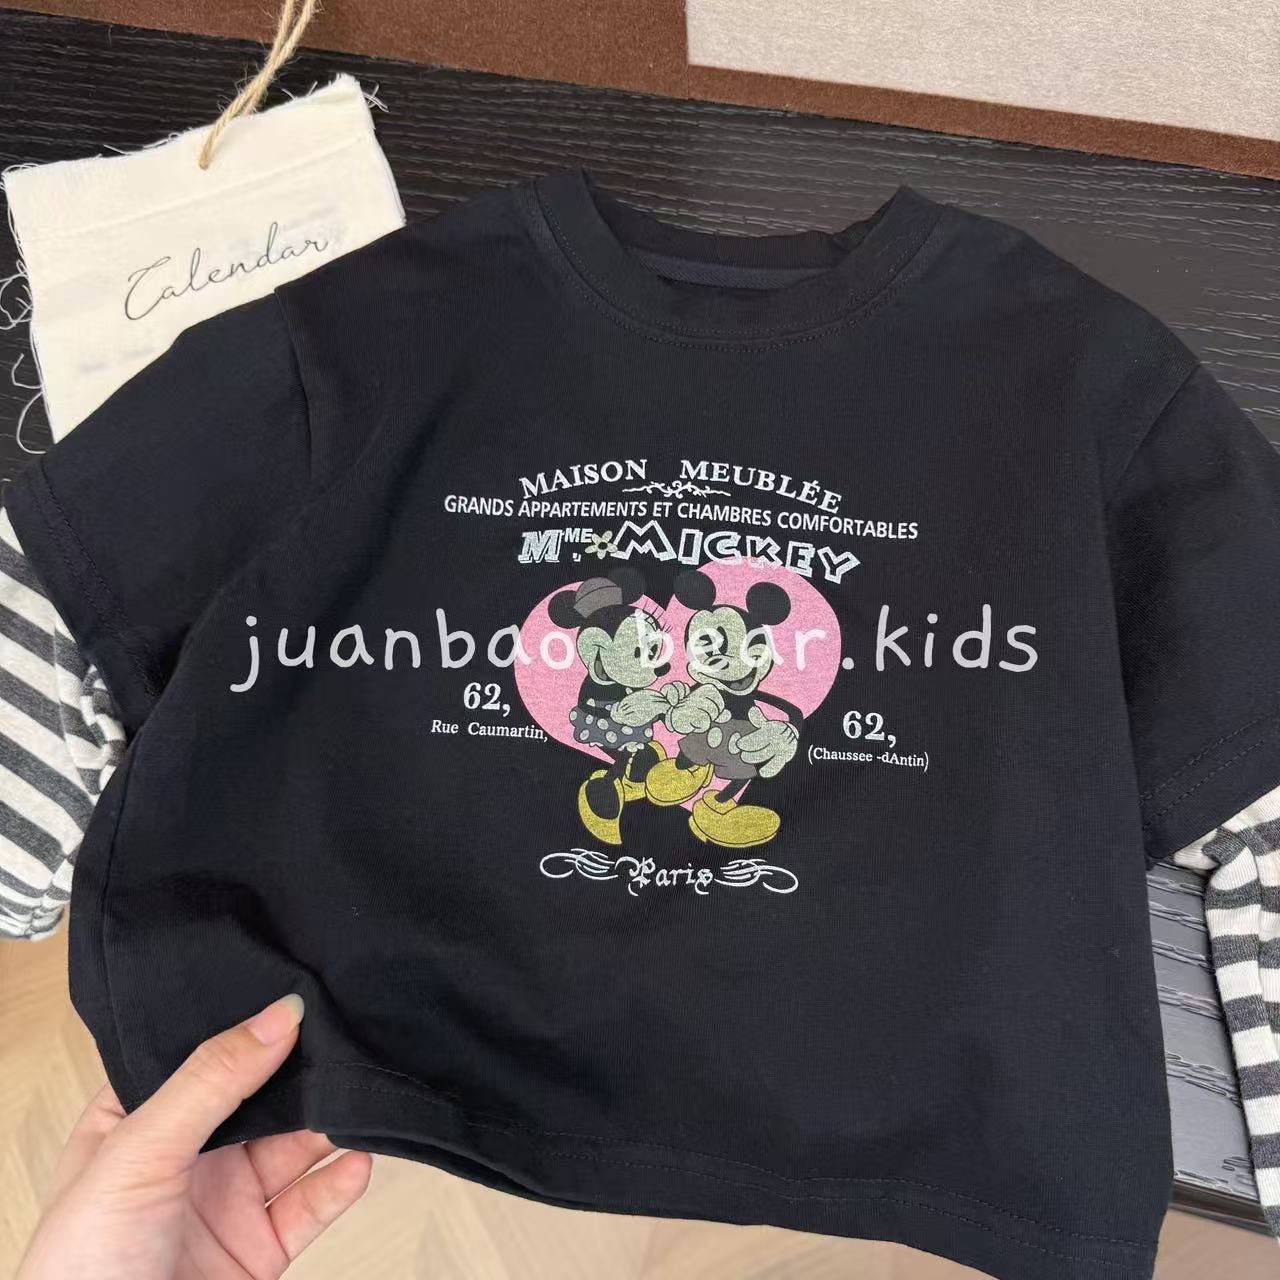 Calendar
MAISON MEUBLÉE
GRANDS APPARTEMENTS ET CHAMBRES COMFORTABLES
MME. MICKEY
juanbao bear.kids
62,
Rue Caumartin,
62,
(Chaussee -dAntin)
Paris